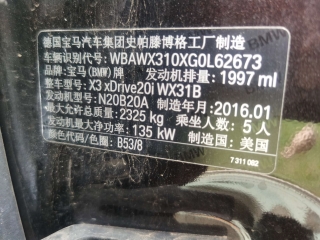 德国宝马汽车集团史帕滕博格工厂制造
车辆识别代号: WBAWX310XG0L62673
品牌: 宝马(BMW)牌 发动机排量: 1997 ml
整车型号: X3 xDrive20i WX31B
发动机型号: N20B20A 制造年月: 2016.01
最大允许总质量: 2325 kg 乘坐人数: 5 人
发动机最大净功率: 135 kW 制造国: 美国
颜色代码/色圈: B53/8
7 311 092